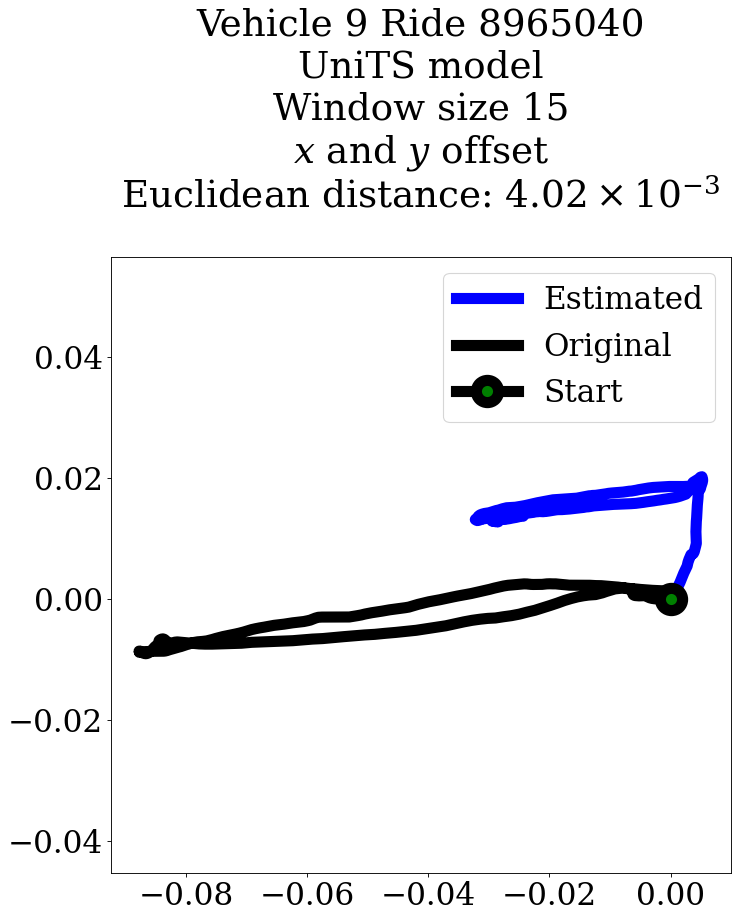 Vehicle 9 Ride 8965040
UniTS model
Window size 15
x and y offset
Euclidean distance: 4.02 × 10⁻³
Estimated
Original
Start
0.04
0.02
0.00
−0.02
−0.04
−0.08
−0.06
−0.04
−0.02
0.00